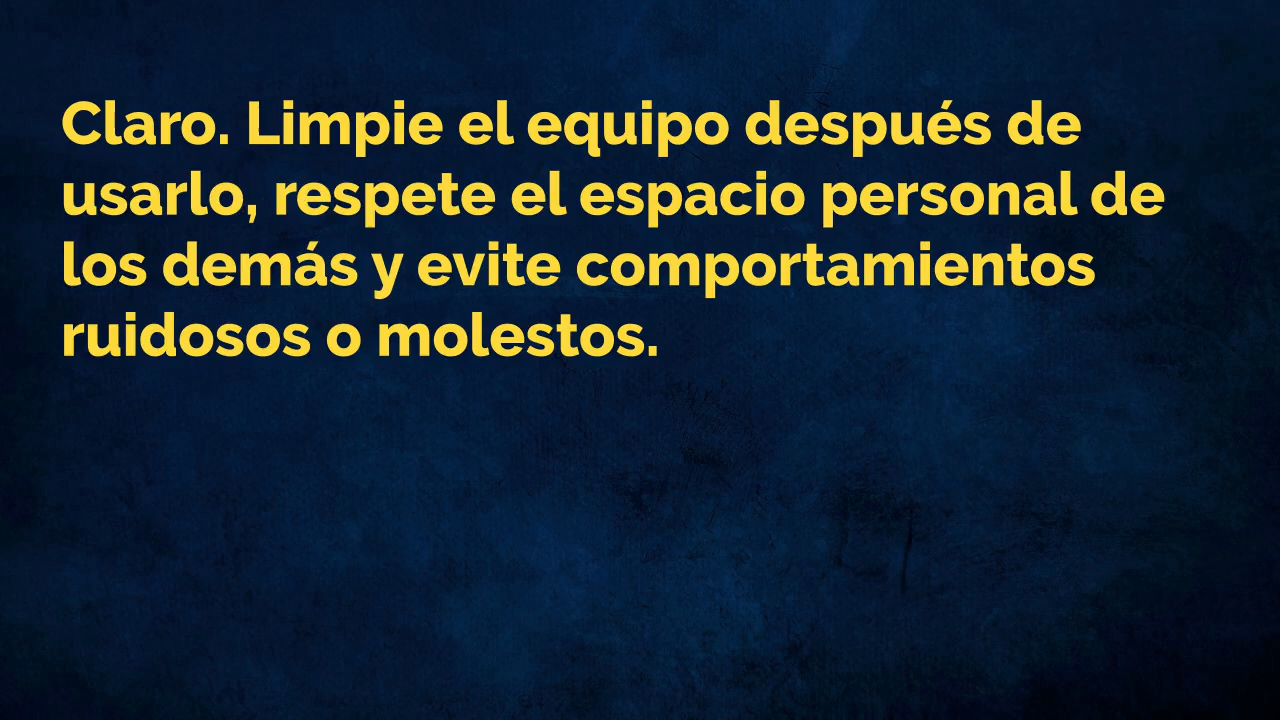 Claro. Limpie el equipo después de
usarlo, respete el espacio personal de
los demás y evite comportamientos
ruidosos o molestos.